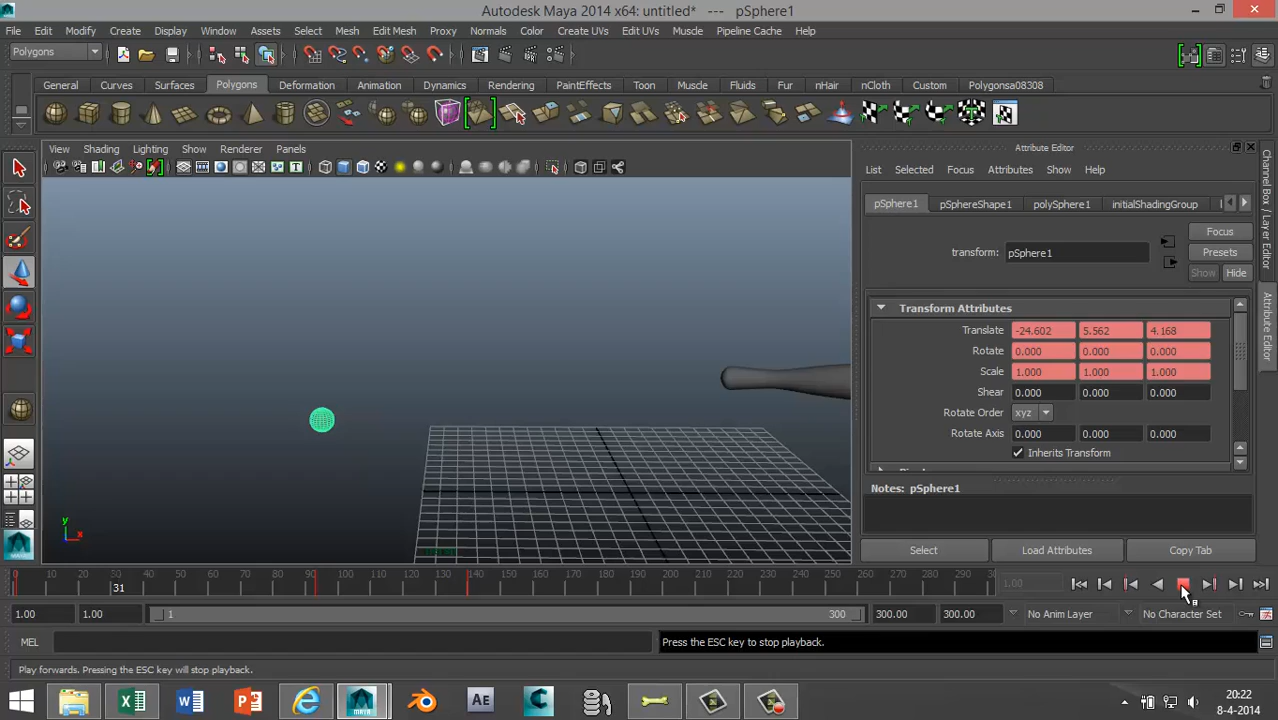 Autodesk Maya 2014 x64: untitled* --- pSphere1
File Edit Modify Create Display Window Assets Select Mesh Edit Mesh Proxy Normals Color Create UVs Edit UVs Muscle Pipeline Cache Help
Polygons
General Curves Surfaces Polygons Deformation Animation Dynamics Rendering PaintEffects Toon Muscle Fluids Fur nHair nCloth Custom Polygonsa08308
View Shading Lighting Show Renderer Panels
Attribute Editor
List Selected Focus Attributes Show Help
pSphere1 pSphereShape1 polySphere1 initialShadingGroup
Focus
transform: pSphere1
Presets
Show Hide
Transform Attributes
Translate -24.602 5.562 4.168
Rotate 0.000 0.000 0.000
Scale 1.000 1.000 1.000
Shear 0.000 0.000 0.000
Rotate Order xyz
Rotate Axis 0.000 0.000 0.000
Inherits Transform
Notes: pSphere1
Select Load Attributes Copy Tab
Channel Box / Layer Editor
Attribute Editor
y
x
10 20 31 40 50 60 70 80 90 100 110 120 130 140 150 160 170 180 190 200 210 220 230 240 250 260 270 280 290
1.00
1.00 1.00 1 300 300.00 300.00 No Anim Layer No Character Set
MEL Press the ESC key to stop playback.
Play forwards. Pressing the ESC key will stop playback.
MAYA Ae
20:22
8-4-2014